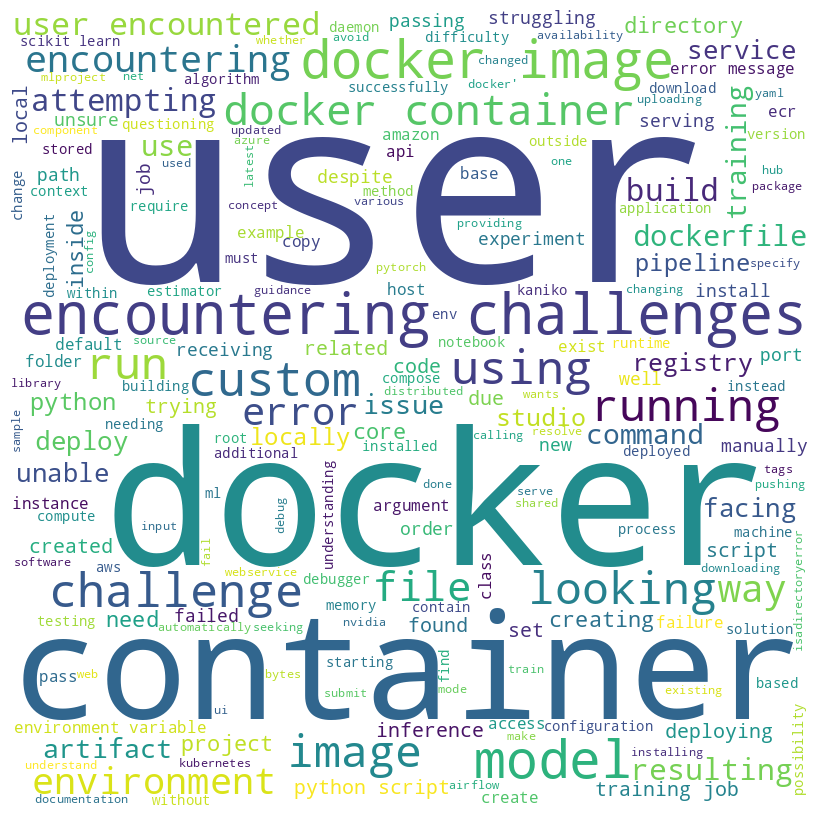 user encountered
daemon
passing
struggling
directory
scikit learn
whether
avoid
difficulty
availability
encountering
docker image
changed
service
mlproject
net
algorithm
successfully
docker'
download
error message
local
attempting
docker container
uploading
yaml
component
unsure
questioning
updated
amazon
serving
ecr
stored
use
azure
latest
despite
api
outside
training
version
path
job
used
base
one
hub
context
require
concept
various
method
build
application
package
change
user
example
copy
must
providing
experiment
dockerfile
deployment
inside
config
pytorch
pipeline
specify
within
estimator
guidance
host
kaniko
changing
install
encountering challenges
env
default
source
receiving
related
notebook
exist
runtime
port
folder
run
code
using
registry
library
building
custom
compose
well
instead
python
trying
distributed
wants
due
sample
needing
error
issue
studio
running
deploy
root
locally
core
calling
resolve
new
command
manually
additional
installed
deployed
unable
docker
tags
instance
understanding
argument
done
serve
shared
facing
pushing
compute
ml
input
debug
order
process
machine
created
script
isadirectoryerror
software
aws
fail
webservice
debugger
class
downloading
challenge
file
looking
way
testing
need
failed
memory
contain
creating
failure
automatically
seeking
nvidia
found
set
solution
container
pass
web
bytes
starting
find
train
based
ui
submit
mode
existing
environment variable
make
inference
access
configuration
deploying
possibility
artifact
project
image
model
installing
resulting
understand
kubernetes
environment
python script
airflow
training job
documentation
without
create